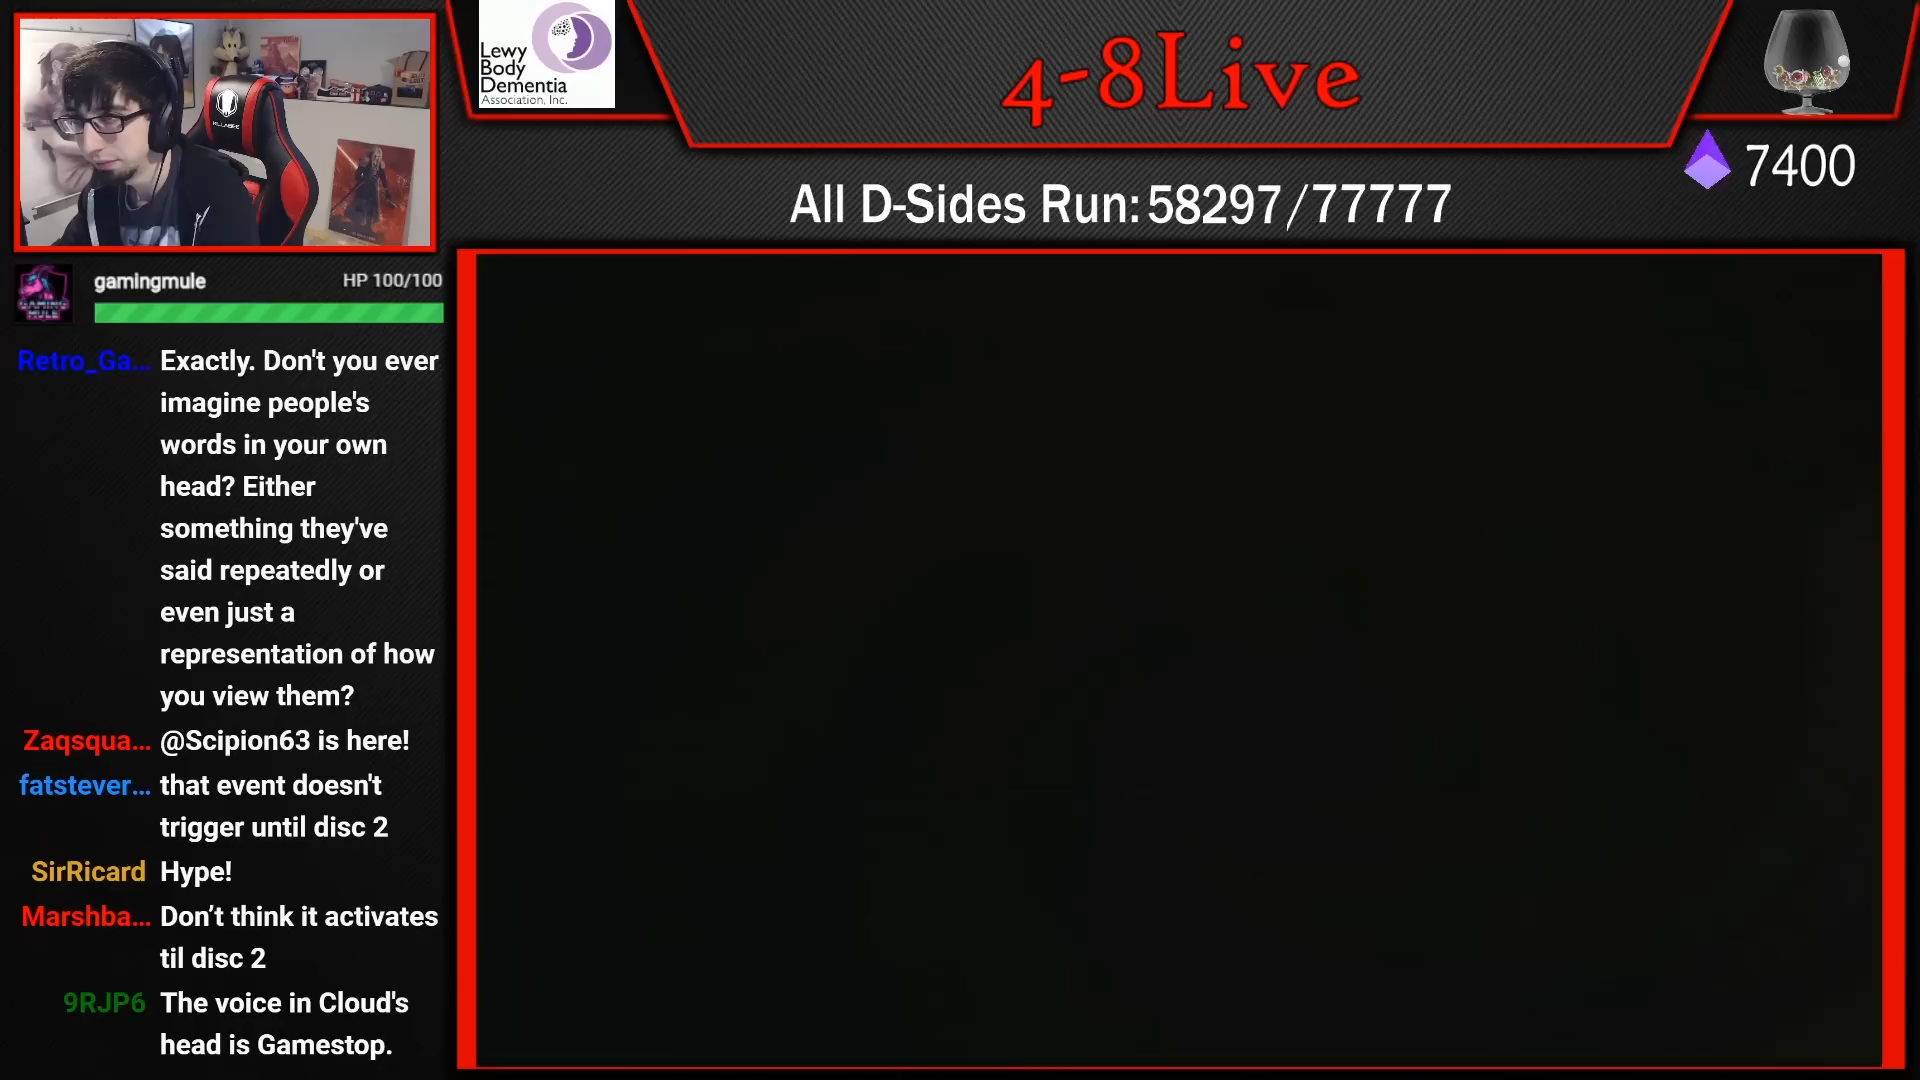 Lewy
Body
Dementia
Association, Inc.
4-8Live
7400
All D-Sides Run: 58297/77777
gamingmule HP 100/100
Retro_Ga... Exactly. Don't you ever
imagine people's
words in your own
head? Either
something they've
said repeatedly or
even just a
representation of how
you view them?
Zaqsqua... @Scipion63 is here!
fatstever... that event doesn't
trigger until disc 2
SirRicard Hype!
Marshba... Don’t think it activates
til disc 2
9RJP6 The voice in Cloud's
head is Gamestop.